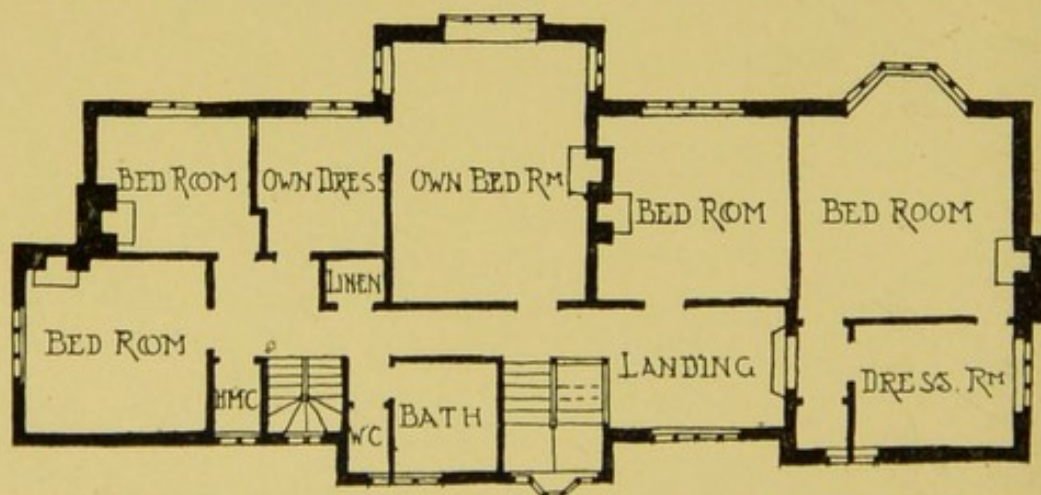 BED ROOM
OWN DRESS
OWN BED RM
BED ROOM
BED ROOM
LINEN
BED ROOM
HMC
WC
BATH
LANDING
DRESS. RM